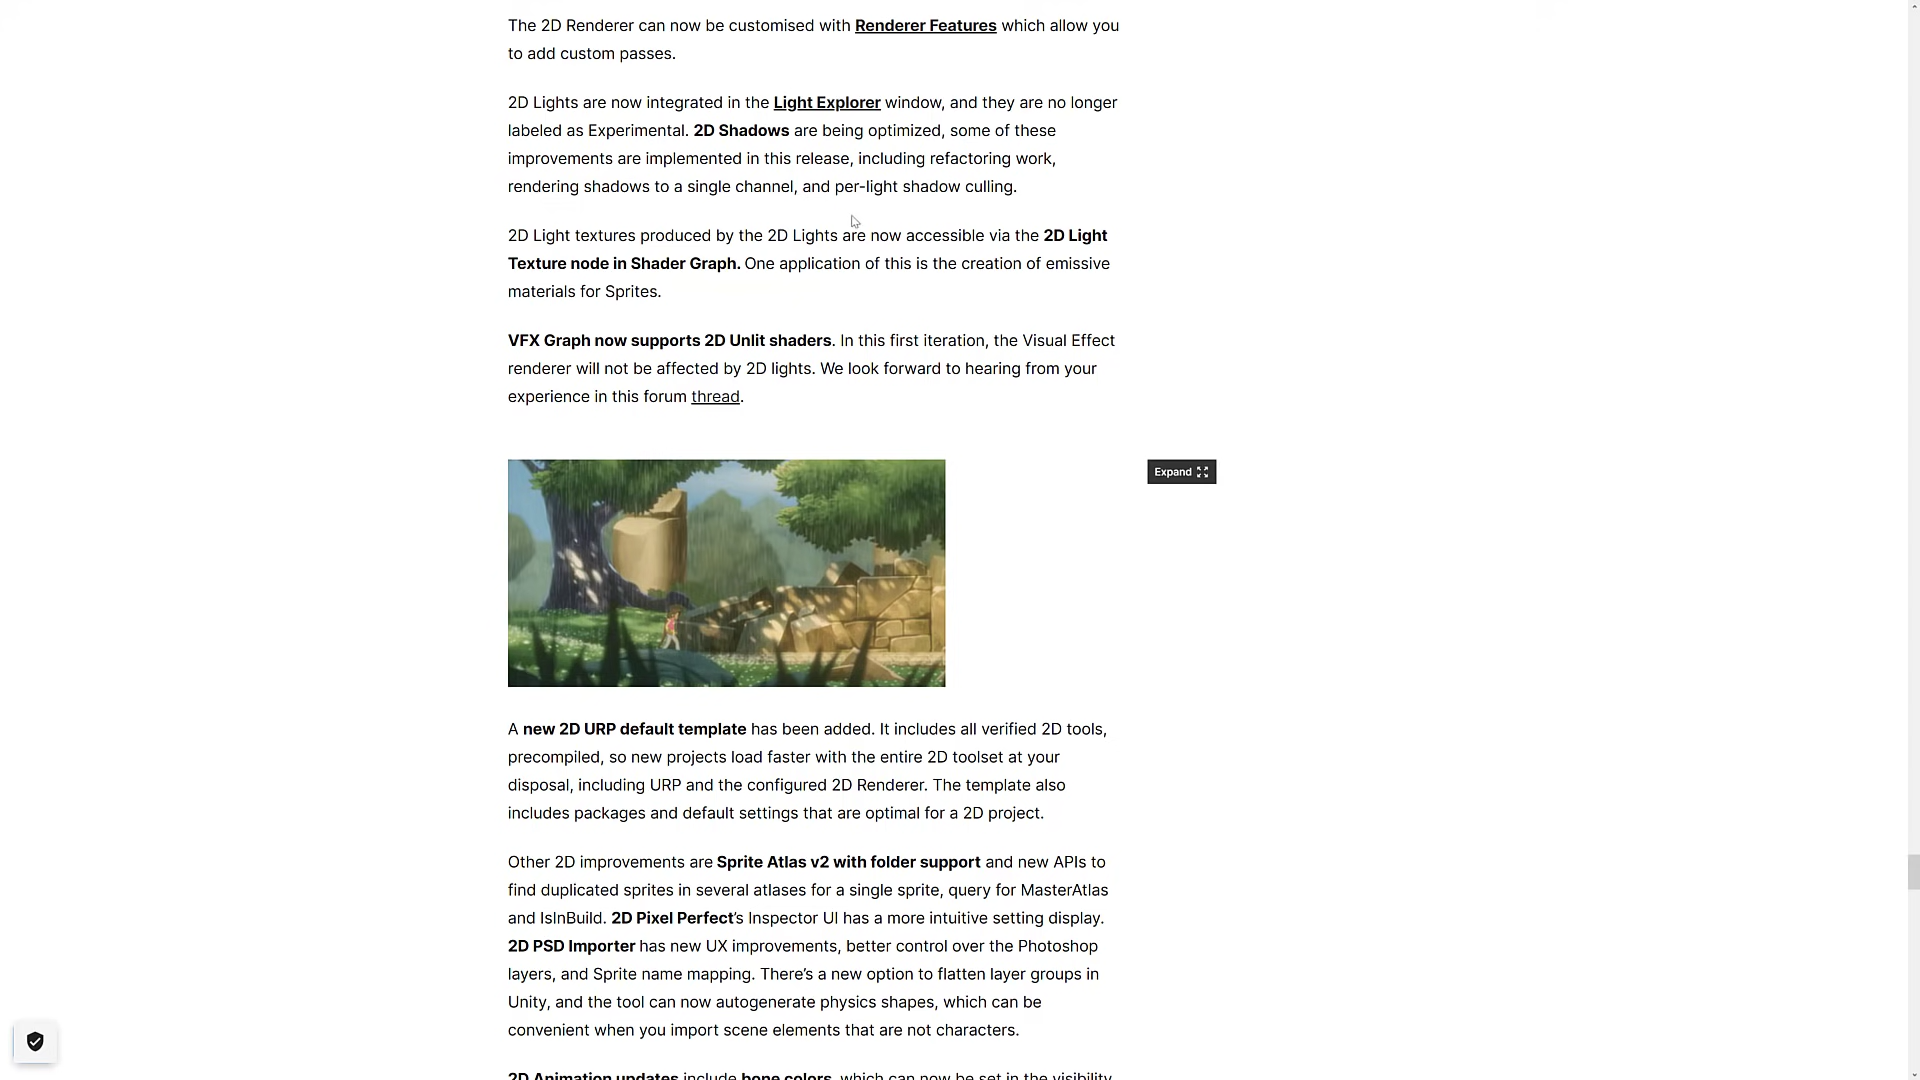 The 2D Renderer can now be customised with Renderer Features which allow you
to add custom passes.
2D Lights are now integrated in the Light Explorer window, and they are no longer
labeled as Experimental. 2D Shadows are being optimized, some of these
improvements are implemented in this release, including refactoring work,
rendering shadows to a single channel, and per-light shadow culling.
2D Light textures produced by the 2D Lights are now accessible via the 2D Light
Texture node in Shader Graph. One application of this is the creation of emissive
materials for Sprites.
VFX Graph now supports 2D Unlit shaders. In this first iteration, the Visual Effect
renderer will not be affected by 2D lights. We look forward to hearing from your
experience in this forum thread.
Expand
A new 2D URP default template has been added. It includes all verified 2D tools,
precompiled, so new projects load faster with the entire 2D toolset at your
disposal, including URP and the configured 2D Renderer. The template also
includes packages and default settings that are optimal for a 2D project.
Other 2D improvements are Sprite Atlas v2 with folder support and new APIs to
find duplicated sprites in several atlases for a single sprite, query for MasterAtlas
and IsInBuild. 2D Pixel Perfect's Inspector UI has a more intuitive setting display.
2D PSD Importer has new UX improvements, better control over the Photoshop
layers, and Sprite name mapping. There's a new option to flatten layer groups in
Unity, and the tool can now autogenerate physics shapes, which can be
convenient when you import scene elements that are not characters.
2D Animation updates include bone colors, which can now be set in the visibility